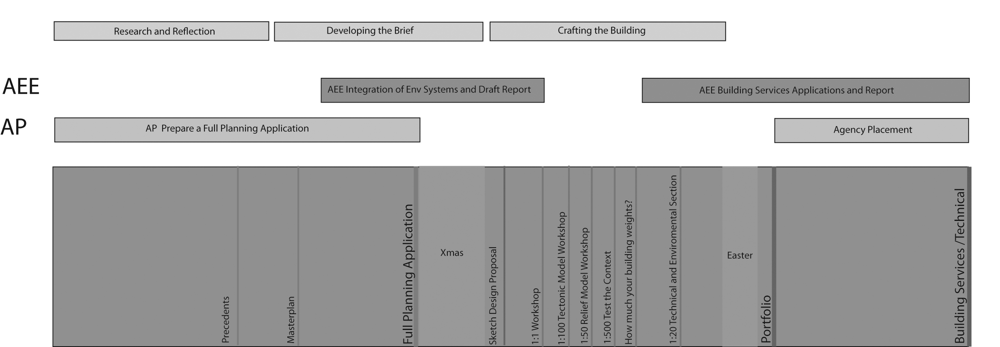 Research and Reflection
Developing the Brief
Crafting the Building
AEE
AEE Integration of Env Systems and Draft Report
AEE Building Services Applications and Report
AP
AP Prepare a Full Planning Application
Agency Placement
Precedents
Masterplan
Full Planning Application
Xmas
Sketch Design Proposal
1:1 Workshop
1:100 Tectonic Model Workshop
1:50 Relief Model Workshop
1:500 Test the Context
How much your building weights?
1:20 Technical and Enviromental Section
Easter
Portfolio
Building Services /Technical